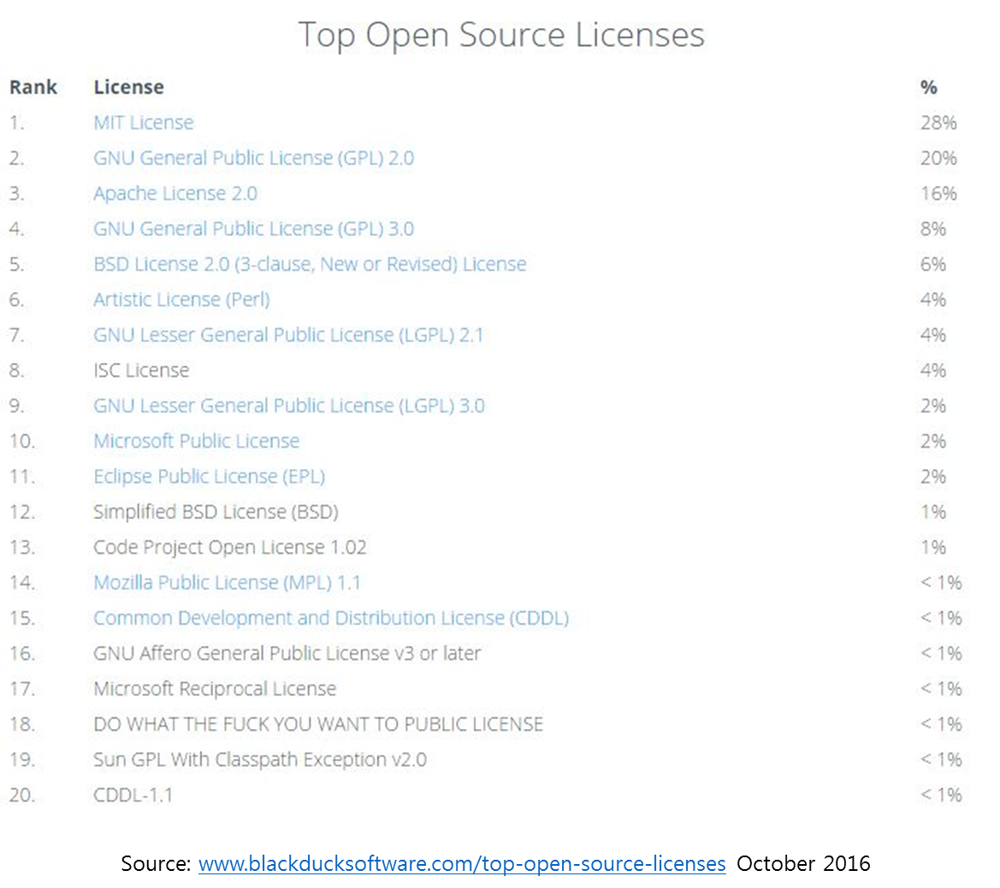 Top Open Source Licenses
Rank License %
1. MIT License 28%
2. GNU General Public License (GPL) 2.0 20%
3. Apache License 2.0 16%
4. GNU General Public License (GPL) 3.0 8%
5. BSD License 2.0 (3-clause, New or Revised) License 6%
6. Artistic License (Perl) 4%
7. GNU Lesser General Public License (LGPL) 2.1 4%
8. ISC License 4%
9. GNU Lesser General Public License (LGPL) 3.0 2%
10. Microsoft Public License 2%
11. Eclipse Public License (EPL) 2%
12. Simplified BSD License (BSD) 1%
13. Code Project Open License 1.02 1%
14. Mozilla Public License (MPL) 1.1 < 1%
15. Common Development and Distribution License (CDDL) < 1%
16. GNU Affero General Public License v3 or later < 1%
17. Microsoft Reciprocal License < 1%
18. DO WHAT THE FUCK YOU WANT TO PUBLIC LICENSE < 1%
19. Sun GPL With Classpath Exception v2.0 < 1%
20. CDDL-1.1 < 1%
Source: www.blackducksoftware.com/top-open-source-licenses October 2016